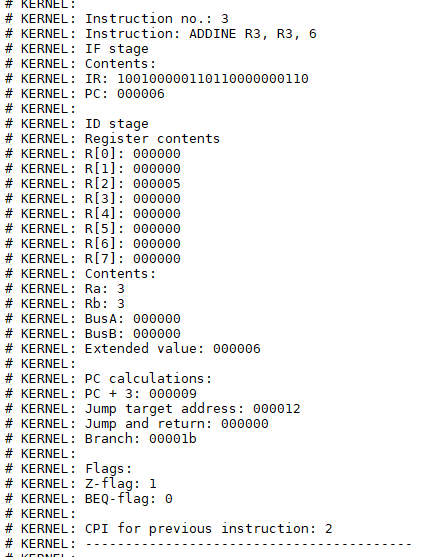 # KERNEL:
# KERNEL: Instruction no.: 3
# KERNEL: Instruction: ADDINE R3, R3, 6
# KERNEL: IF stage
# KERNEL: Contents:
# KERNEL: IR: 100100000110110000000110
# KERNEL: PC: 000006
# KERNEL:
# KERNEL: ID stage
# KERNEL: Register contents
# KERNEL: R[0]: 000000
# KERNEL: R[1]: 000000
# KERNEL: R[2]: 000005
# KERNEL: R[3]: 000000
# KERNEL: R[4]: 000000
# KERNEL: R[5]: 000000
# KERNEL: R[6]: 000000
# KERNEL: R[7]: 000000
# KERNEL: Contents:
# KERNEL: Ra: 3
# KERNEL: Rb: 3
# KERNEL: BusA: 000000
# KERNEL: BusB: 000000
# KERNEL: Extended value: 000006
# KERNEL:
# KERNEL: PC calculations:
# KERNEL: PC + 3: 000009
# KERNEL: Jump target address: 000012
# KERNEL: Jump and return: 000000
# KERNEL: Branch: 00001b
# KERNEL:
# KERNEL: Flags:
# KERNEL: Z-flag: 1
# KERNEL: BEQ-flag: 0
# KERNEL:
# KERNEL: CPI for previous instruction: 2
# KERNEL: -----------------------------------------
# KERNEL: